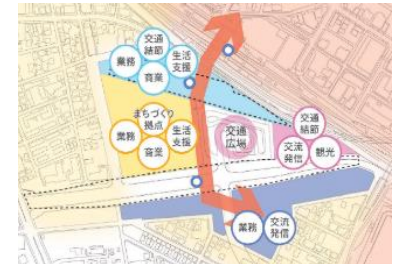 交通
結節
業務
生活
支援
商業
まちづくり
拠点
業務
生活
支援
商業
交通
広場
交通
結節
交流
発信
観光
業務
交流
発信